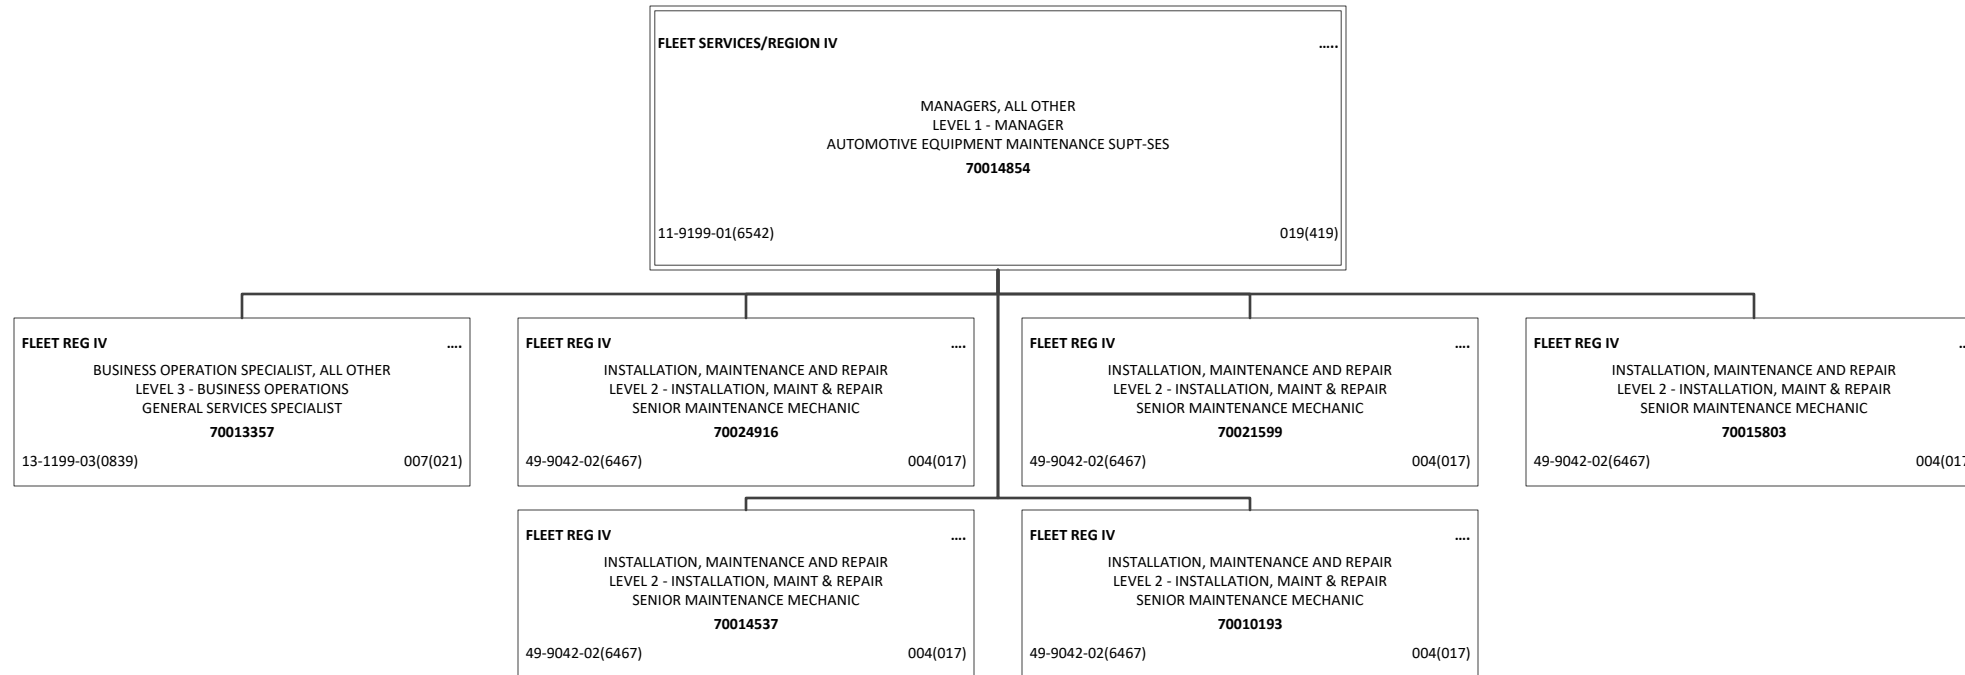 FLEET SERVICES/REGION IV .....
MANAGERS, ALL OTHER
LEVEL 1 - MANAGER
AUTOMOTIVE EQUIPMENT MAINTENANCE SUPT-SES
70014854
11-9199-01(6542) 019(419)
FLEET REG IV ....
BUSINESS OPERATION SPECIALIST, ALL OTHER
LEVEL 3 - BUSINESS OPERATIONS
GENERAL SERVICES SPECIALIST
70013357
13-1199-03(0839) 007(021)
FLEET REG IV ....
INSTALLATION, MAINTENANCE AND REPAIR
LEVEL 2 - INSTALLATION, MAINT & REPAIR
SENIOR MAINTENANCE MECHANIC
70024916
49-9042-02(6467) 004(017)
FLEET REG IV ....
INSTALLATION, MAINTENANCE AND REPAIR
LEVEL 2 - INSTALLATION, MAINT & REPAIR
SENIOR MAINTENANCE MECHANIC
70021599
49-9042-02(6467) 004(017)
FLEET REG IV ..
INSTALLATION, MAINTENANCE AND REPAIR
LEVEL 2 - INSTALLATION, MAINT & REPAIR
SENIOR MAINTENANCE MECHANIC
70015803
49-9042-02(6467) 004(017
FLEET REG IV ....
INSTALLATION, MAINTENANCE AND REPAIR
LEVEL 2 - INSTALLATION, MAINT & REPAIR
SENIOR MAINTENANCE MECHANIC
70014537
49-9042-02(6467) 004(017)
FLEET REG IV ....
INSTALLATION, MAINTENANCE AND REPAIR
LEVEL 2 - INSTALLATION, MAINT & REPAIR
SENIOR MAINTENANCE MECHANIC
70010193
49-9042-02(6467) 004(017)